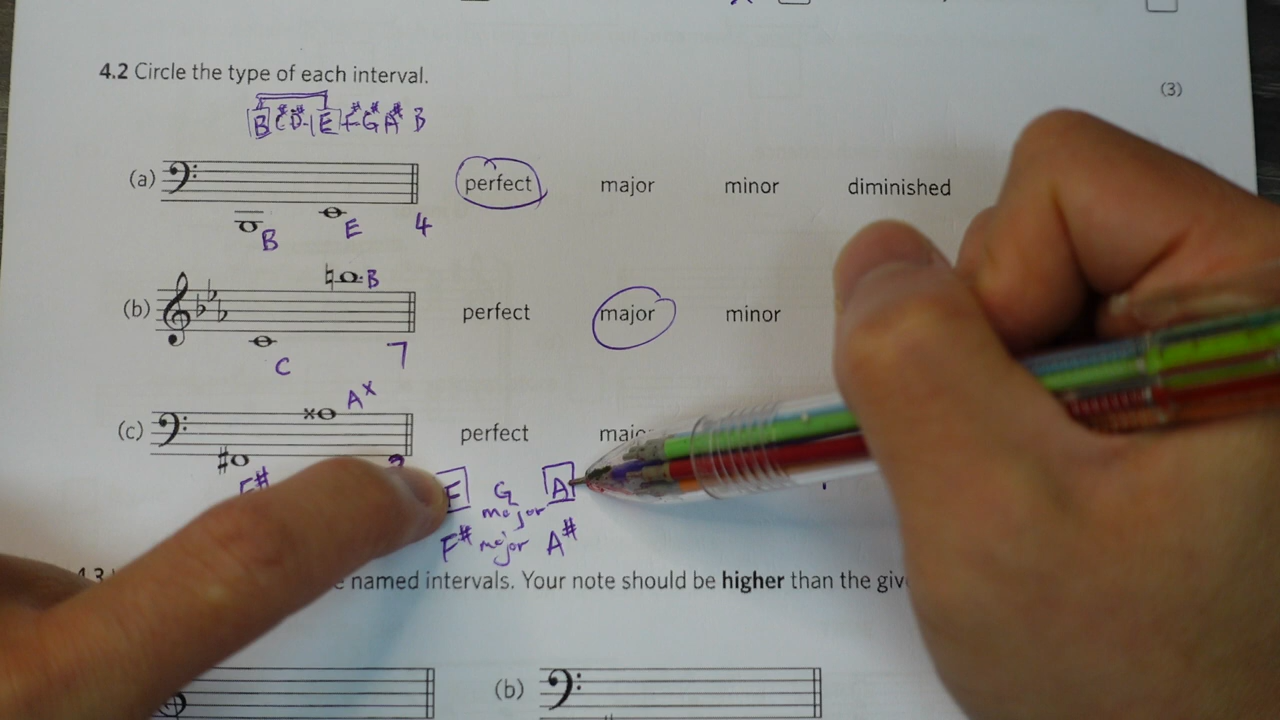 4.2 Circle the type of each interval.
(3)
B C# D# E F# G# A# B
(a) perfect major minor diminished
B E 4
(b) perfect major minor
B
C 7
(c) perfect
Ax
F#
F G A
major
F# major A#
named intervals. Your note should be higher than the
(b)